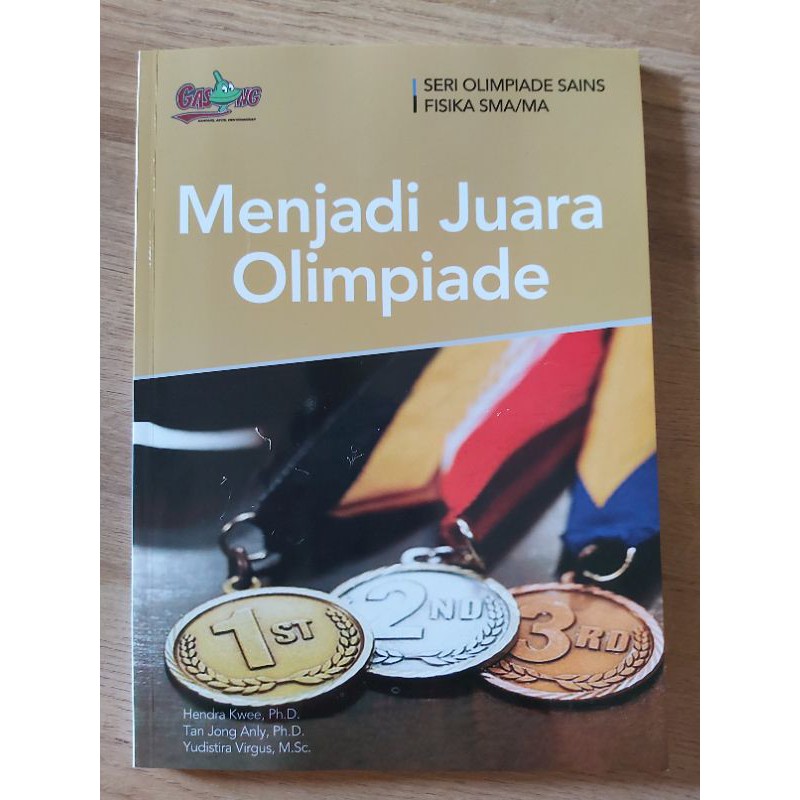 GASING
SERI OLIMPIADE SAINS
FISIKA SMA/MA
Menjadi Juara
Olimpiade
1ST
2ND
3RD
Hendra Kwee, Ph.D.
Tan Jong Anly, Ph.D.
Yudistira Virgus, M.Sc.